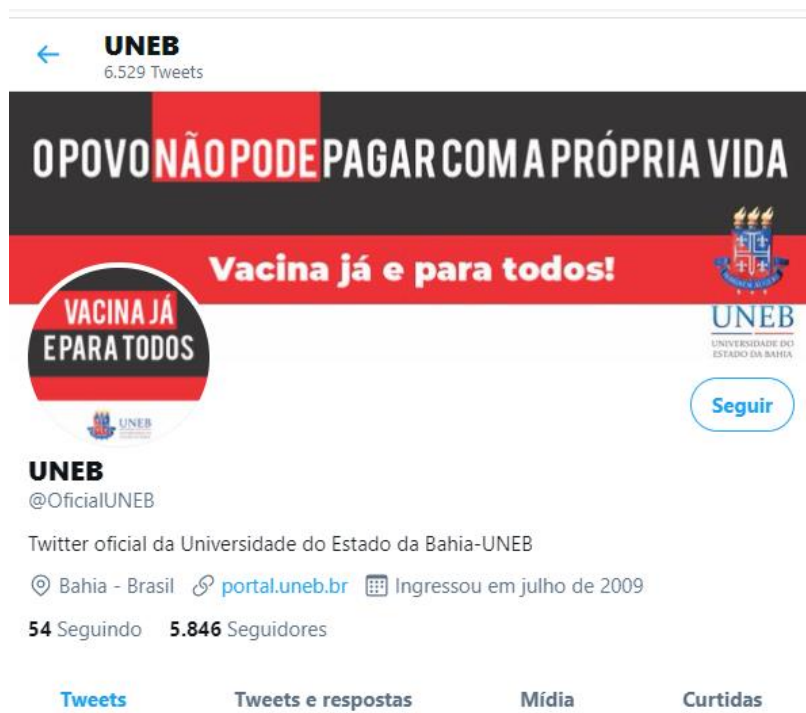 UNEB
6.529 Tweets
O POVO NÃO PODE PAGAR COM A PRÓPRIA VIDA
Vacina já e para todos!
UNEB
UNIVERSIDADE DO
ESTADO DA BAHIA
VACINA JÁ
E PARA TODOS
UNEB
Seguir
UNEB
@OficialUNEB
Twitter oficial da Universidade do Estado da Bahia-UNEB
Bahia - Brasil portal.uneb.br Ingressou em julho de 2009
54 Seguindo 5.846 Seguidores
Tweets Tweets e respostas Mídia Curtidas